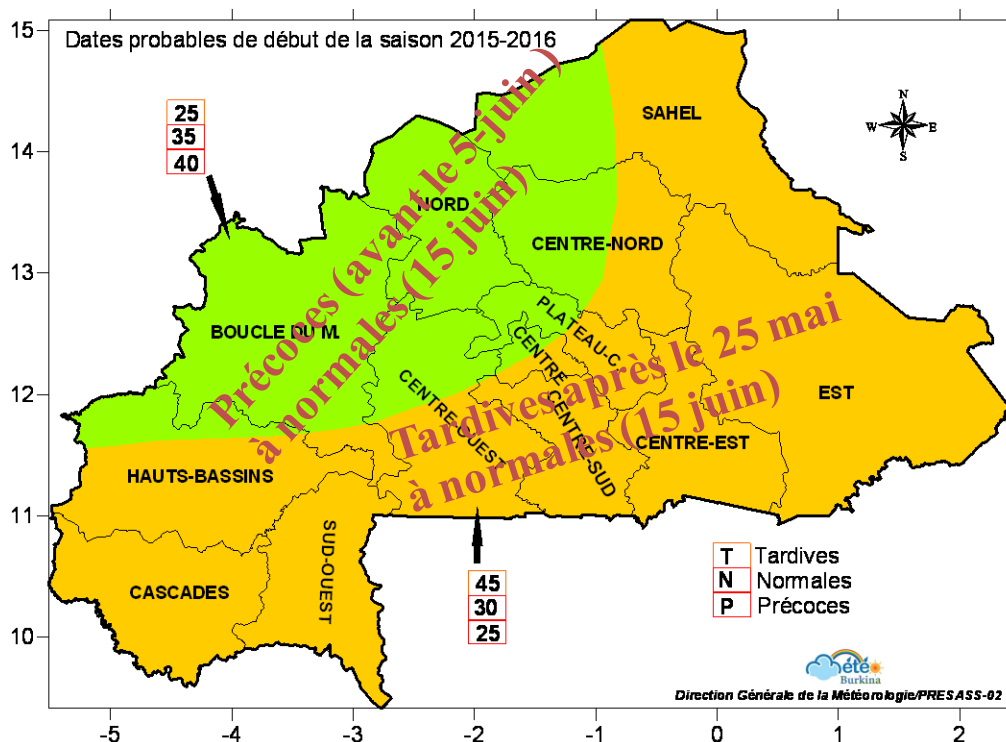 Dates probables de début de la saison 2015-2016
15
14
13
12
11
10
25
35
40
N
W E
S
SAHEL
NORD
CENTRE-NORD
BOUCLE DU M.
PLATEAU-C.
CENTRE
CENTRE-OUEST
CENTRE-SUD
EST
CENTRE-EST
HAUTS-BASSINS
SUD-OUEST
CASCADES
Précoces (avant le 5-juin )
à normales (15 juin)
Tardives après le 25 mai
à normales (15 juin)
45
30
25
T Tardives
N Normales
P Précoces
été
Burkina
Direction Générale de la Météorologie/PRESASS-02
-5 -4 -3 -2 -1 0 1 2